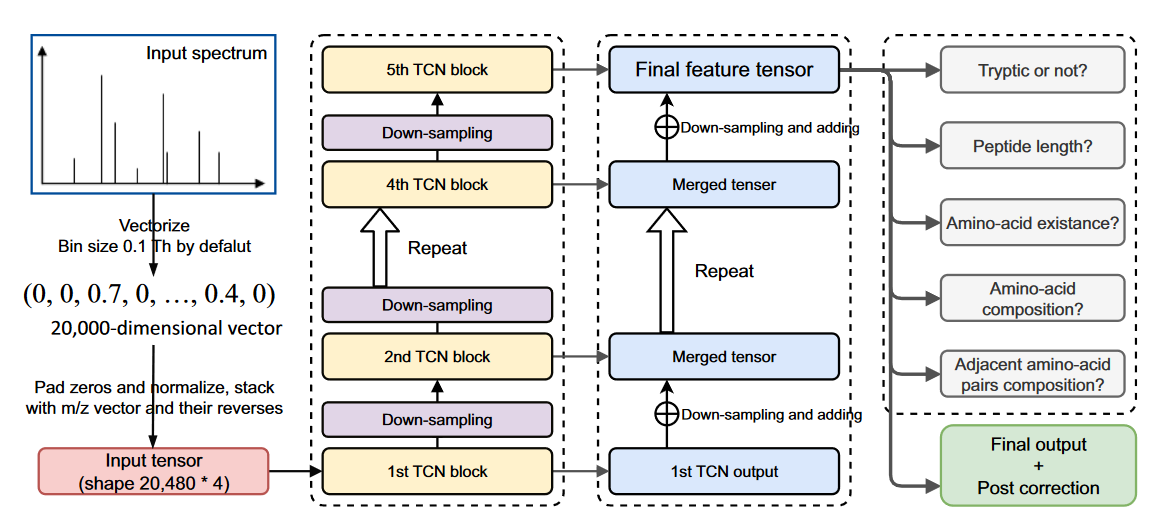 Input spectrum
Vectorize
Bin size 0.1 Th by defalut
(0, 0, 0.7, 0, …, 0.4, 0)
20,000-dimensional vector
Pad zeros and normalize, stack
with m/z vector and their reverses
Input tensor
(shape 20,480 * 4)
5th TCN block
Down-sampling
4th TCN block
Repeat
Down-sampling
2nd TCN block
Down-sampling
1st TCN block
Final feature tensor
Down-sampling and adding
Merged tenser
Repeat
Merged tensor
Down-sampling and adding
1st TCN output
Tryptic or not?
Peptide length?
Amino-acid existance?
Amino-acid
composition?
Adjacent amino-acid
pairs composition?
Final output
+
Post correction